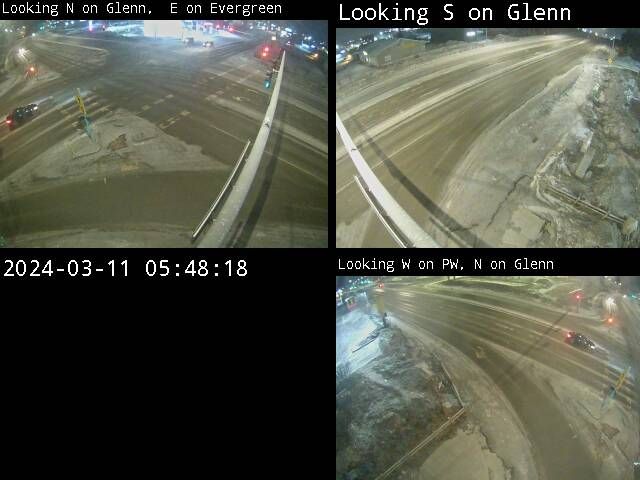 Looking N on Glenn,  E on Evergreen
Looking S on Glenn
2024-03-11 05:48:18
Looking W on PW, N on Glenn